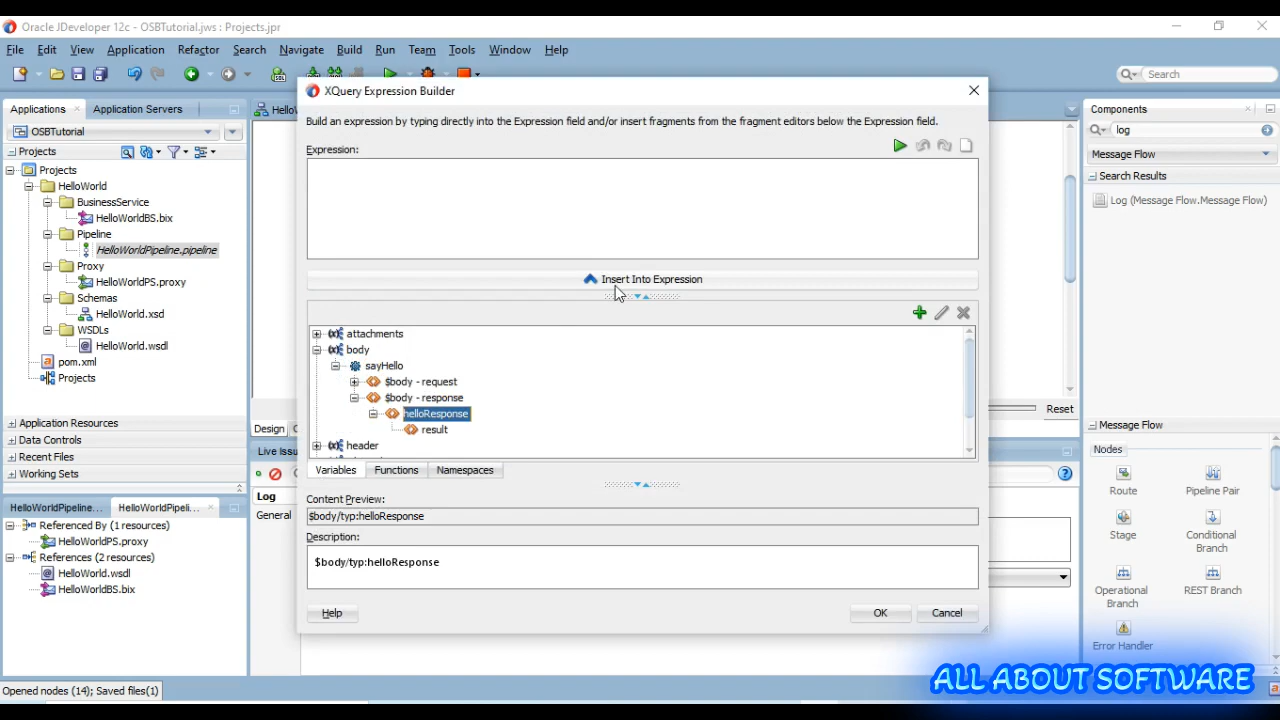 Oracle JDeveloper 12c - OSBTutorial.jws : Projects.jpr
File Edit View Application Refactor Search Navigate Build Run Team Tools Window Help
Search
Applications Application Servers
OSBTutorial
Projects
Projects
HelloWorld
BusinessService
HelloWorldBS.bix
Pipeline
HelloWorldPipeline.pipeline
Proxy
HelloWorldPS.proxy
Schemas
HelloWorld.xsd
WSDLs
HelloWorld.wsdl
pom.xml
Projects
Application Resources
Data Controls
Recent Files
Working Sets
HelloWorldPipeline... HelloWorldPipeli...
Referenced By (1 resources)
HelloWorldPS.proxy
References (2 resources)
HelloWorld.wsdl
HelloWorldBS.bix
Opened nodes (14); Saved files(1)
Design
Live Issu
Log
General
XQuery Expression Builder
Build an expression by typing directly into the Expression field and/or insert fragments from the fragment editors below the Expression field.
Expression:
Insert Into Expression
attachments
body
sayHello
$body - request
$body - response
helloResponse
result
header
Variables Functions Namespaces
Content Preview:
$body/typ:helloResponse
Description:
$body/typ:helloResponse
Help OK Cancel
Reset
Components
log
Message Flow
Search Results
Log (Message Flow.Message Flow)
Message Flow
Nodes
Route Pipeline Pair
Stage Conditional Branch
Operational Branch REST Branch
Error Handler
ALL ABOUT SOFTWARE